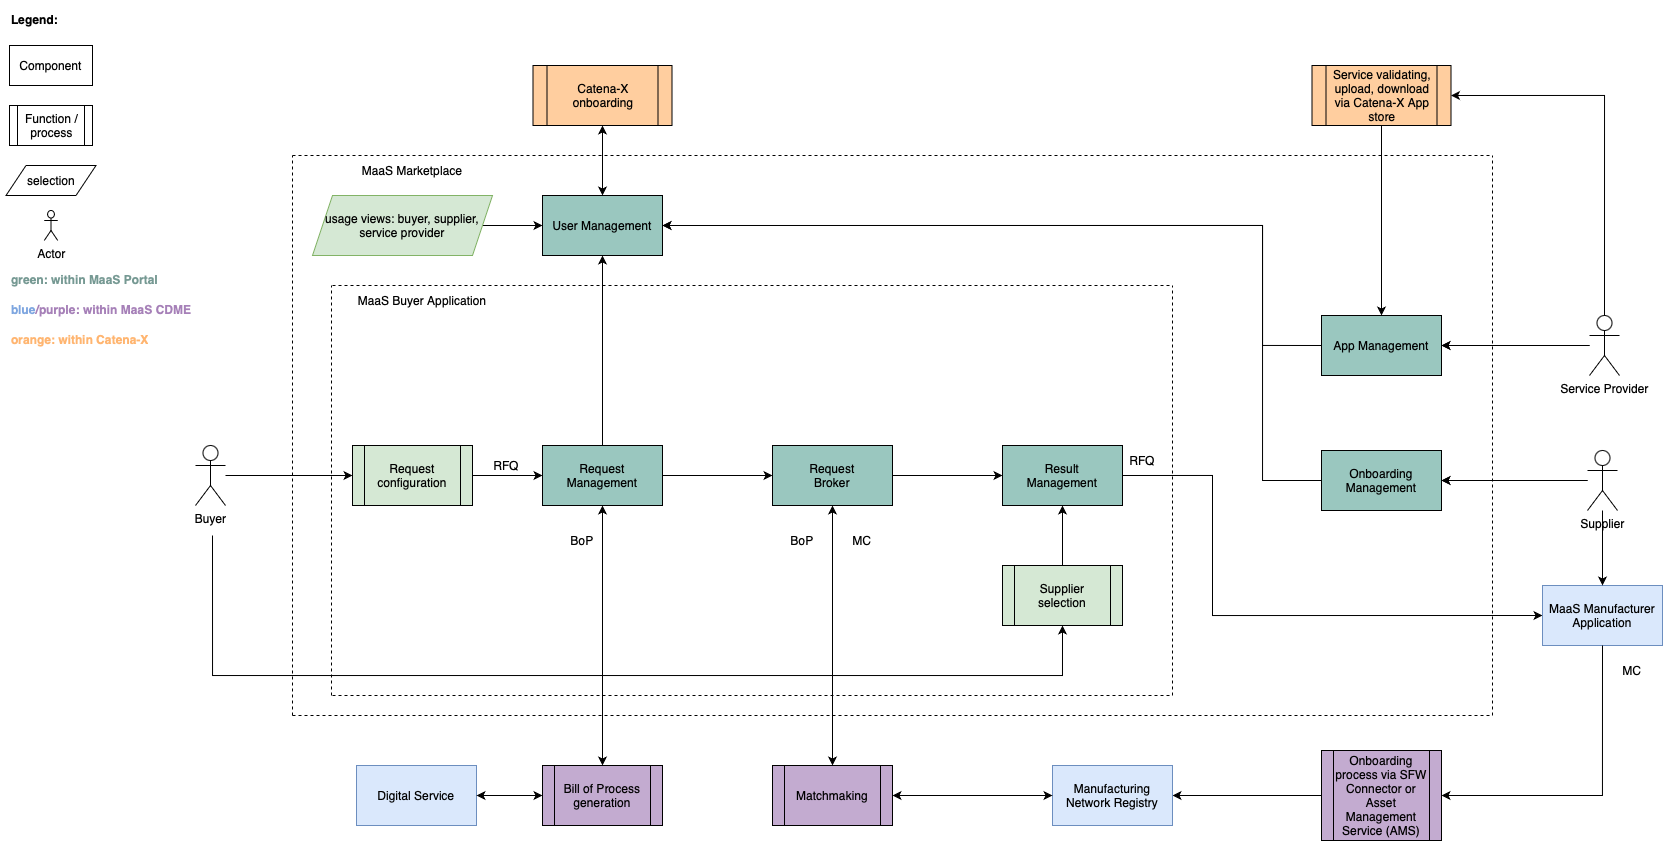 Legend:
Component
Function /
process
selection
Actor
green: within MaaS Portal
blue/purple: within MaaS CDME
orange: within Catena-X
Catena-X
onboarding
Service validating,
upload, download
via Catena-X App
store
MaaS Marketplace
usage views: buyer, supplier,
service provider
User Management
MaaS Buyer Application
App Management
Service Provider
Buyer
Request
configuration
RFQ
Request
Management
Request
Broker
Result
Management
RFQ
Onboarding
Management
Supplier
BoP
BoP
MC
Supplier
selection
MaaS Manufacturer
Application
MC
Digital Service
Bill of Process
generation
Matchmaking
Manufacturing
Network Registry
Onboarding
process via SFW
Connector or
Asset
Management
Service (AMS)